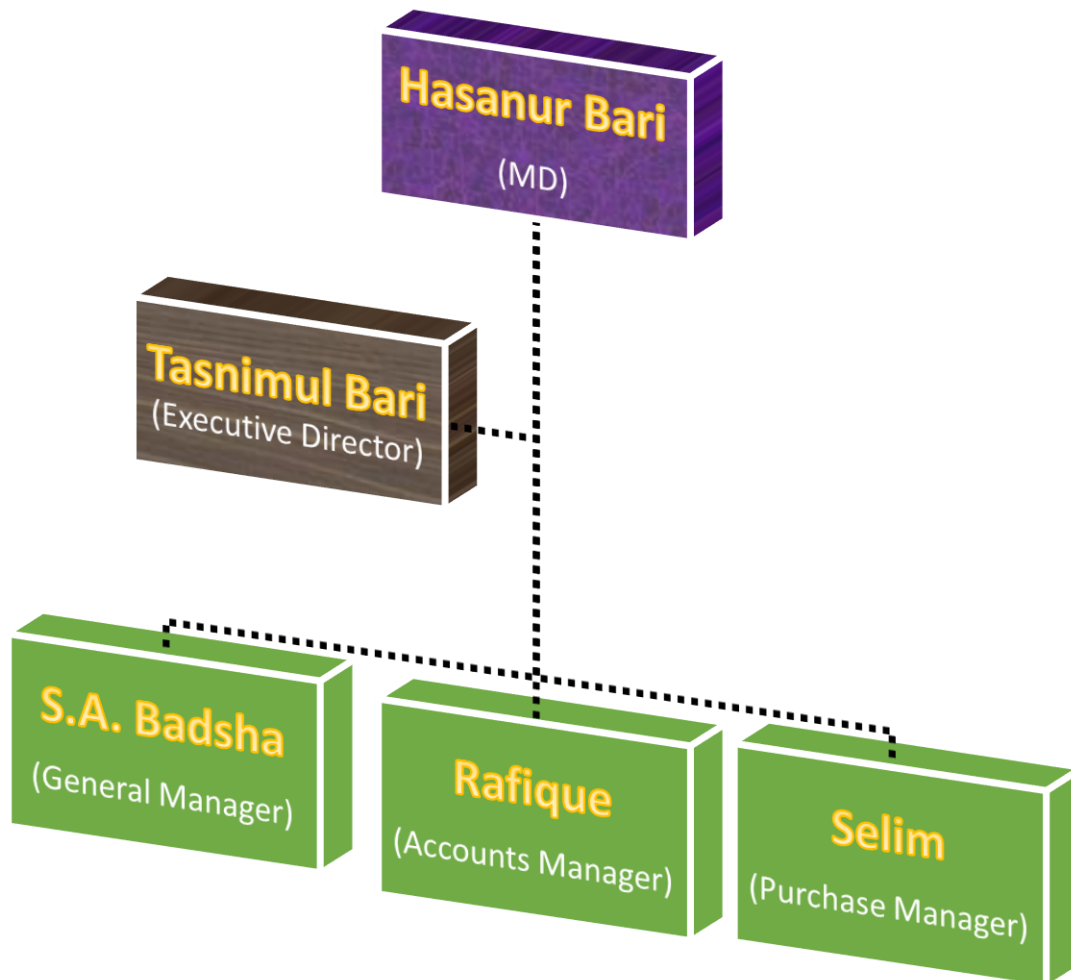 Hasanur Bari
(MD)
Tasnimul Bari
(Executive Director)
S.A. Badsha
(General Manager)
Rafique
(Accounts Manager)
Selim
(Purchase Manager)